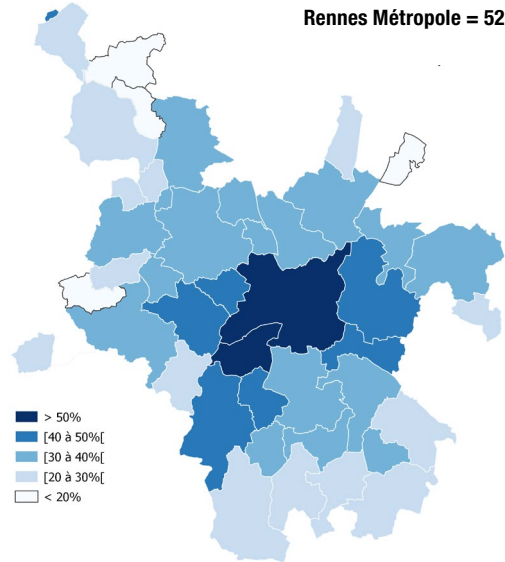 Rennes Métropole = 52
> 50%
[40 à 50%[
[30 à 40%[
[20 à 30%[
< 20%